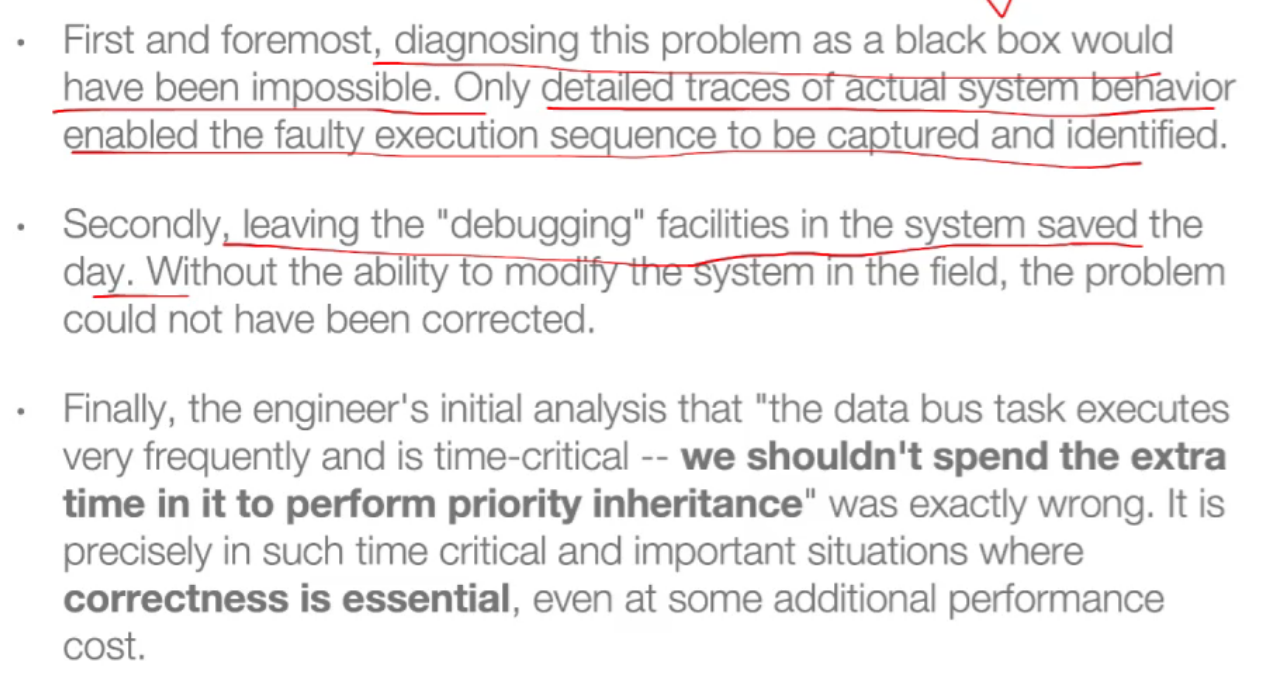 • First and foremost, diagnosing this problem as a black box would
have been impossible. Only detailed traces of actual system behavior
enabled the faulty execution sequence to be captured and identified.
• Secondly, leaving the "debugging" facilities in the system saved the
day. Without the ability to modify the system in the field, the problem
could not have been corrected.
• Finally, the engineer's initial analysis that "the data bus task executes
very frequently and is time-critical -- we shouldn't spend the extra
time in it to perform priority inheritance" was exactly wrong. It is
precisely in such time critical and important situations where
correctness is essential, even at some additional performance
cost.